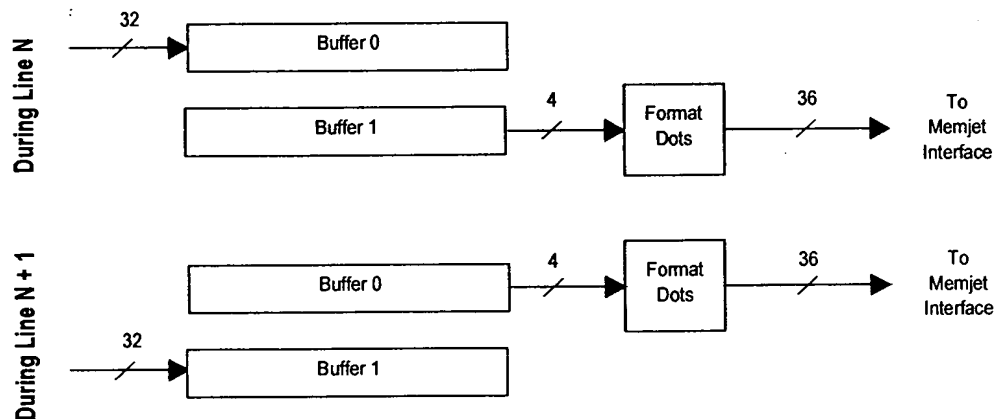 During Line N
32
Buffer 0
Buffer 1
4
Format
Dots
36
To
Memjet
Interface
During Line N + 1
Buffer 0
4
Format
Dots
36
To
Memjet
Interface
32
Buffer 1